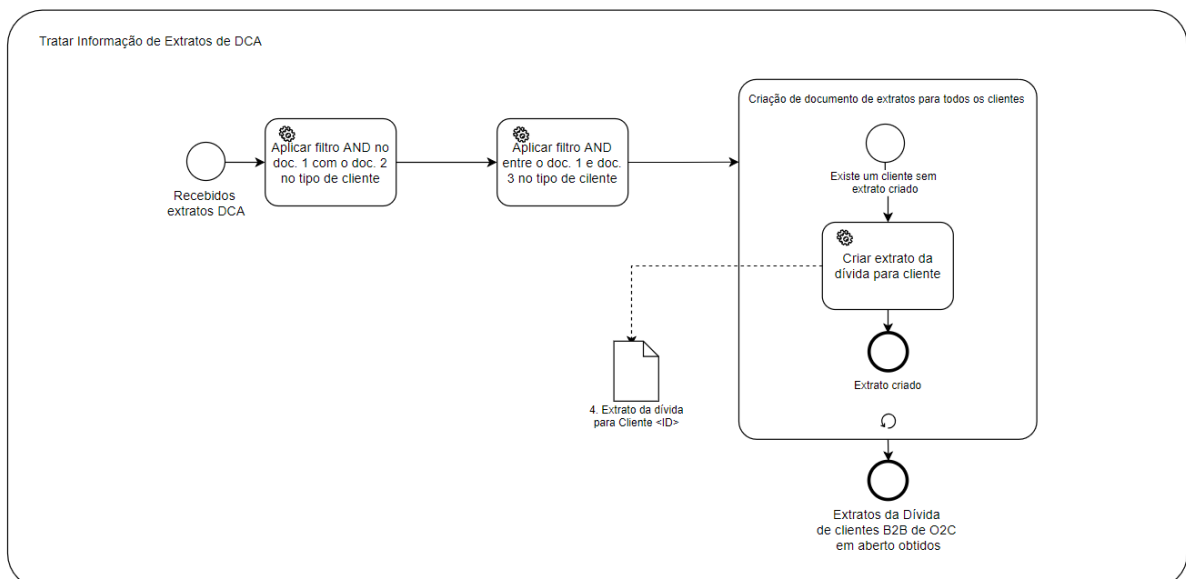 Tratar Informação de Extratos de DCA
Criação de documento de extratos para todos os clientes
Aplicar filtro AND no
doc. 1 com o doc. 2
no tipo de cliente
Aplicar filtro AND
entre o doc. 1 e doc.
3 no tipo de cilente
Recebidos
extratos DCA
Existe um cliente sem
extrato criado
Criar extrato da
dívida para cliente
Extrato criado
4. Extrato da dívida
para Cliente <ID>
Extratos da Dívida
de clientes B2B de O2C
em aberto obtidos